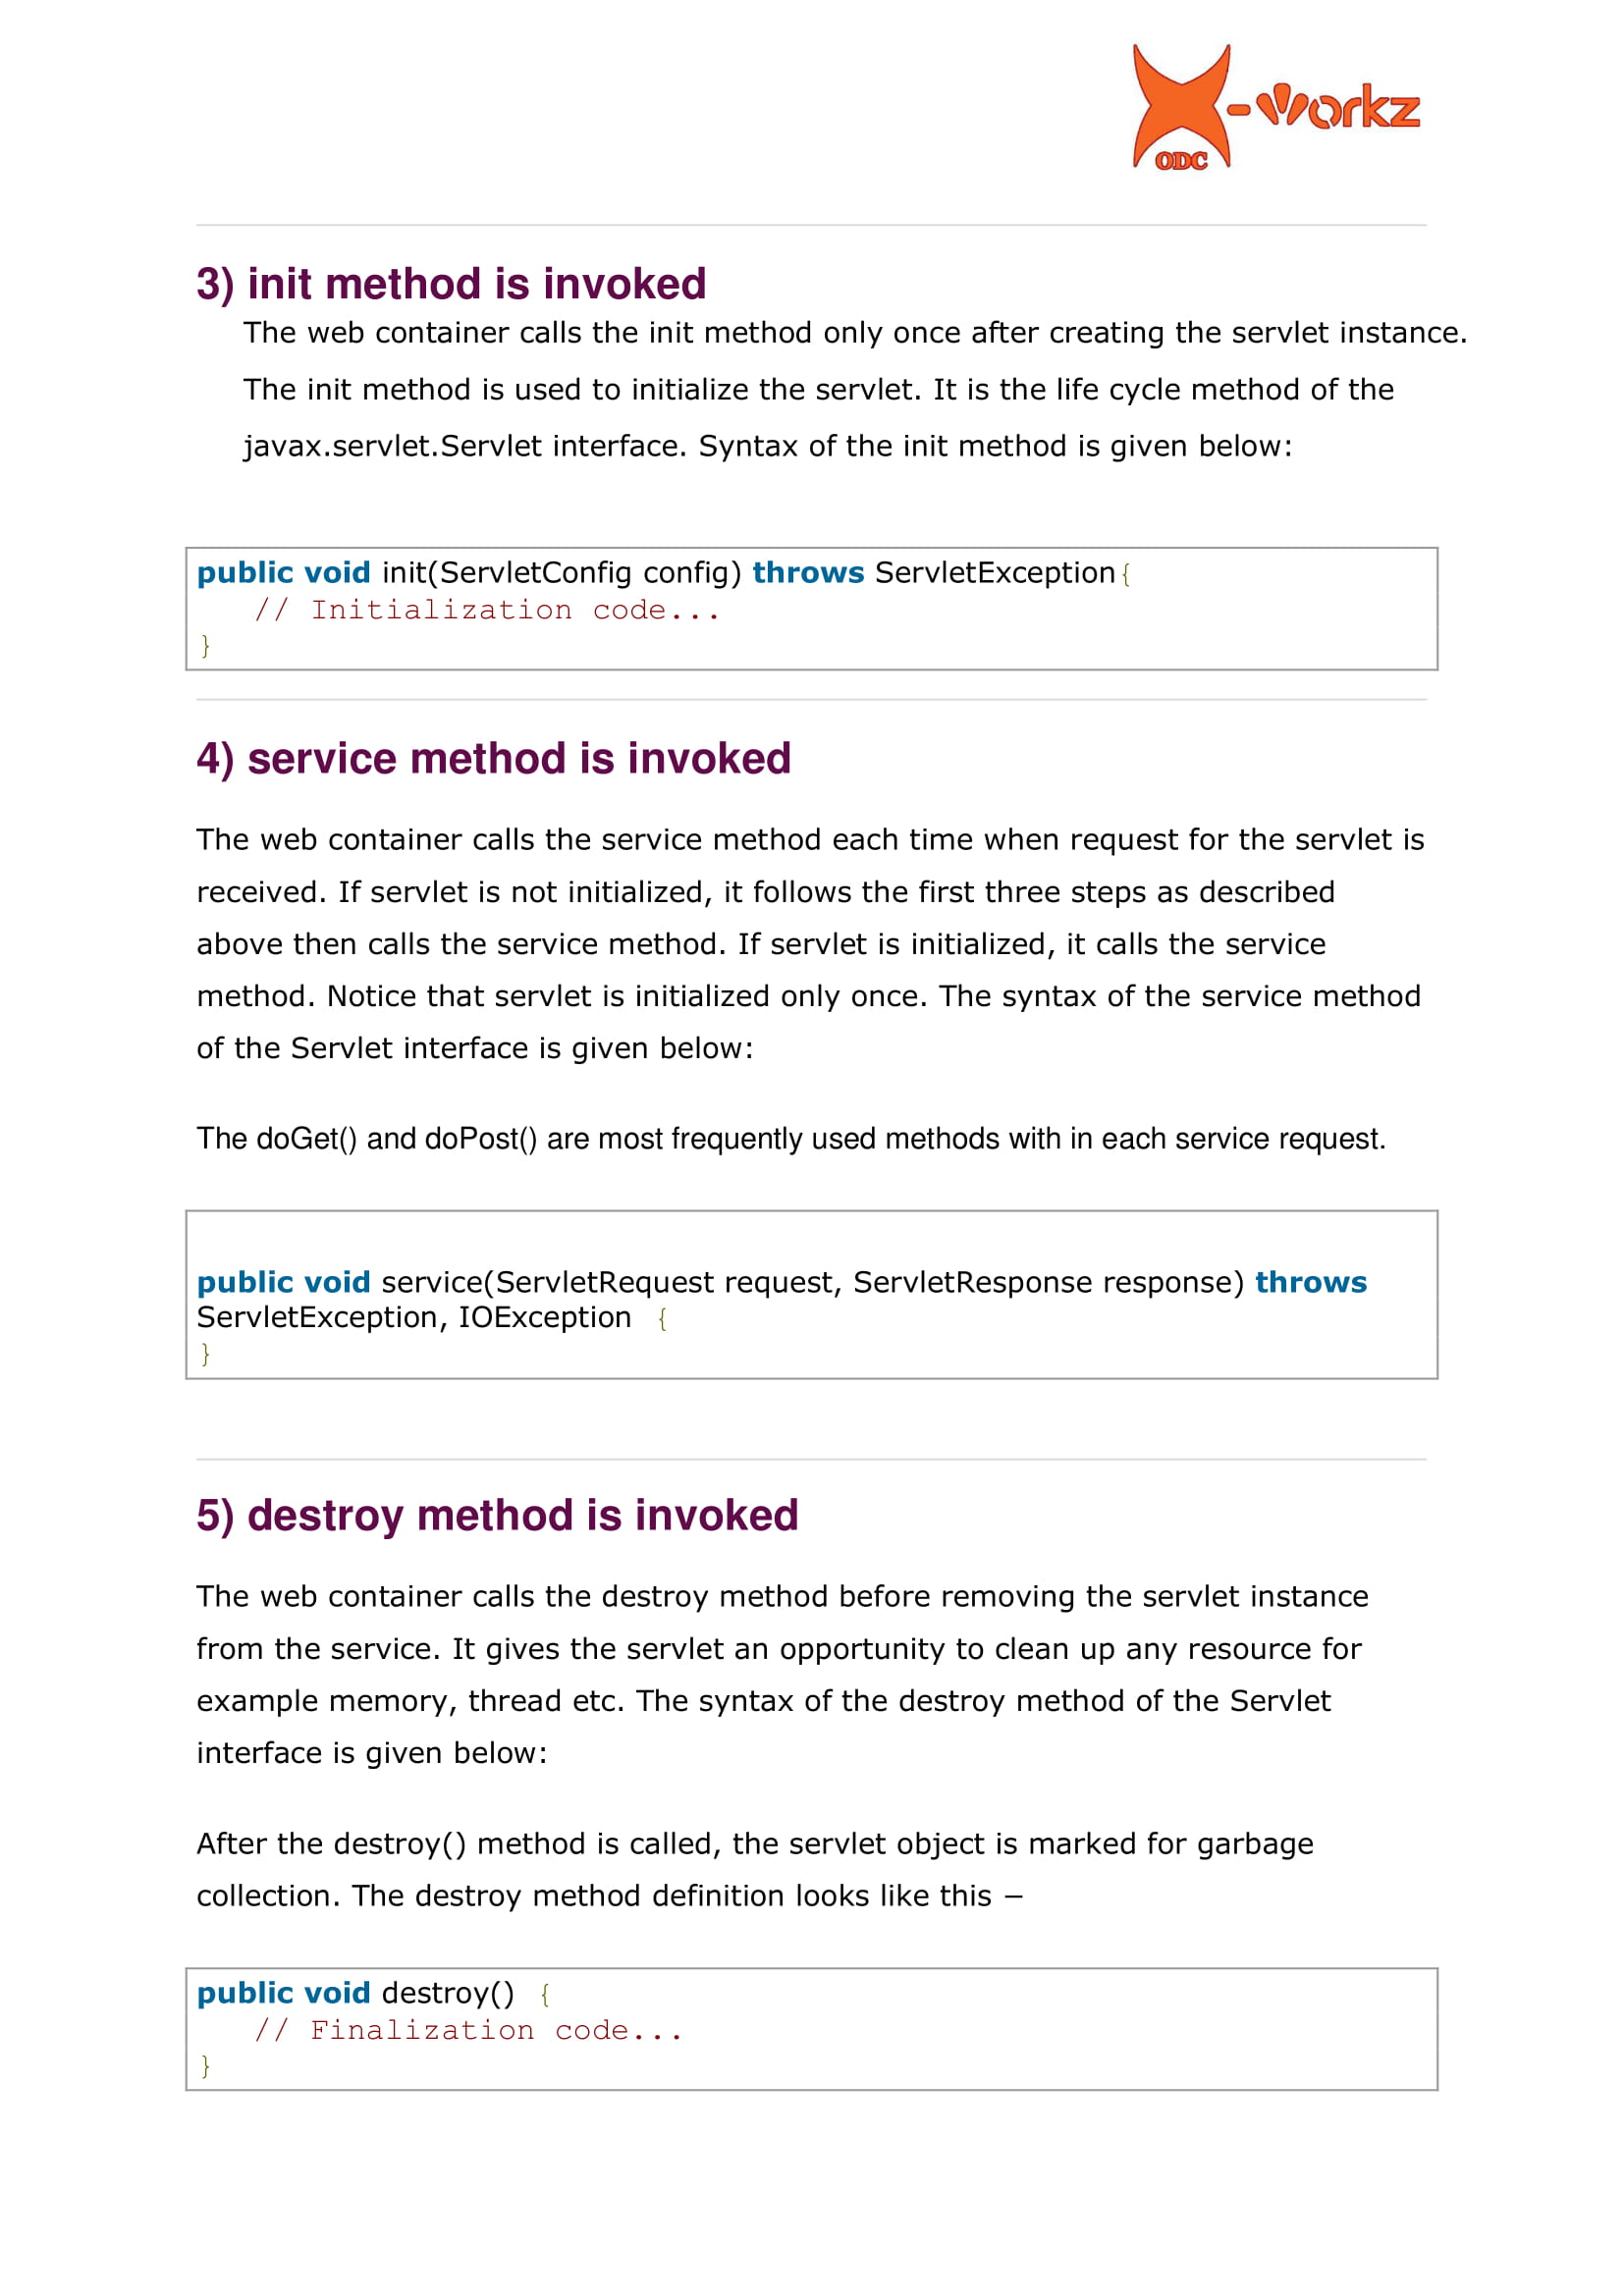 X-Workz
ODC
3) init method is invoked
The web container calls the init method only once after creating the servlet instance.
The init method is used to initialize the servlet. It is the life cycle method of the
javax.servlet.Servlet interface. Syntax of the init method is given below:
public void init(ServletConfig config) throws ServletException{
// Initialization code...
}
4) service method is invoked
The web container calls the service method each time when request for the servlet is
received. If servlet is not initialized, it follows the first three steps as described
above then calls the service method. If servlet is initialized, it calls the service
method. Notice that servlet is initialized only once. The syntax of the service method
of the Servlet interface is given below:
The doGet() and doPost() are most frequently used methods with in each service request.
public void service(ServletRequest request, ServletResponse response) throws
ServletException, IOException {
}
5) destroy method is invoked
The web container calls the destroy method before removing the servlet instance
from the service. It gives the servlet an opportunity to clean up any resource for
example memory, thread etc. The syntax of the destroy method of the Servlet
interface is given below:
After the destroy() method is called, the servlet object is marked for garbage
collection. The destroy method definition looks like this −
public void destroy() {
// Finalization code...
}